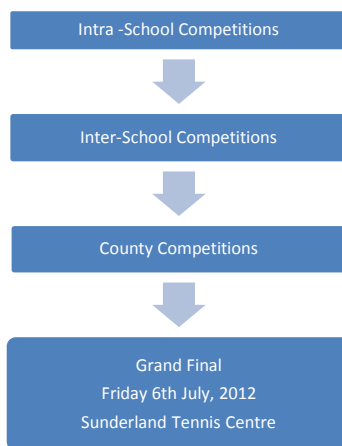 Intra -School Competitions
Inter-School Competitions
County Competitions
Grand Final
Friday 6th July, 2012
Sunderland Tennis Centre